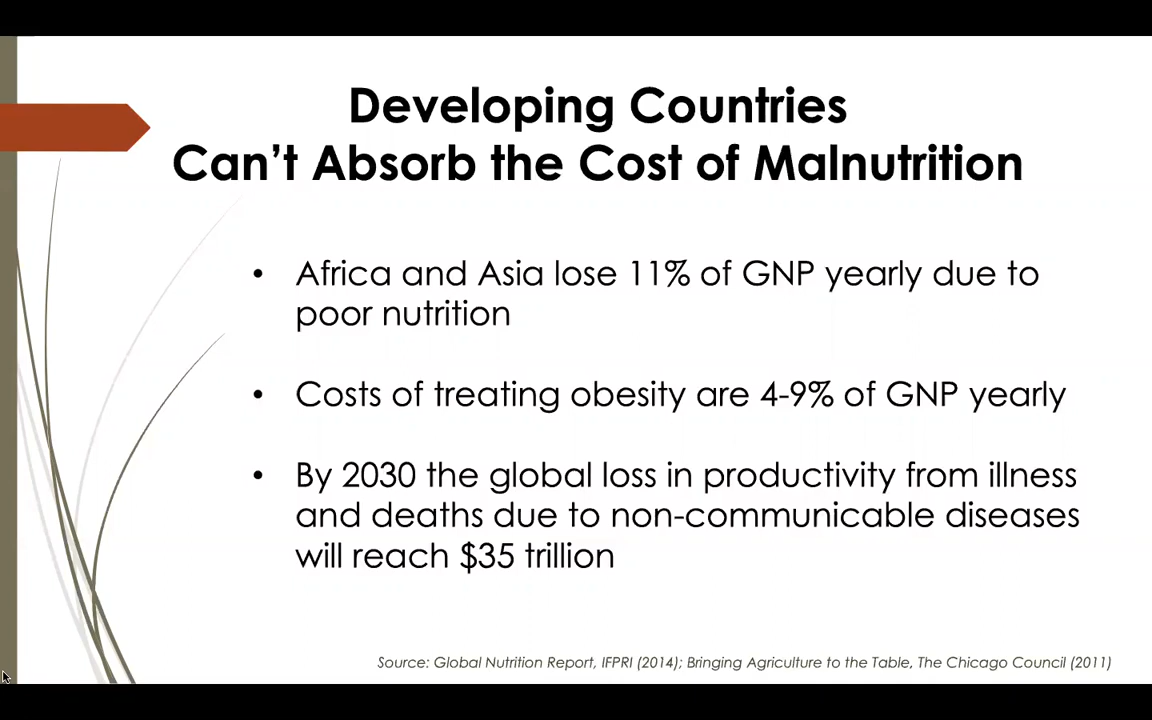 Developing Countries
Can't Absorb the Cost of Malnutrition
• Africa and Asia lose 11% of GNP yearly due to
poor nutrition
• Costs of treating obesity are 4-9% of GNP yearly
• By 2030 the global loss in productivity from illness
and deaths due to non-communicable diseases
will reach $35 trillion
Source: Global Nutrition Report, IFPRI (2014); Bringing Agriculture to the Table, The Chicago Council (2011)